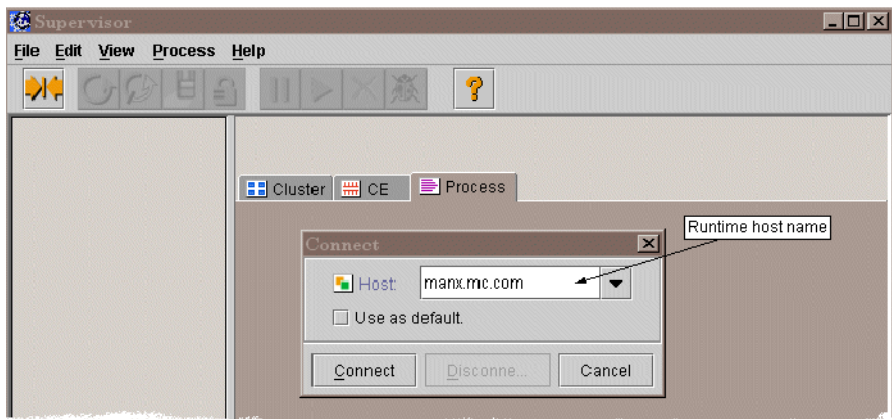 Supervisor
File Edit View Process Help
Cluster CE Process
Runtime host name
Connect
Host: manx.mc.com
Use as default.
Connect Disconne... Cancel